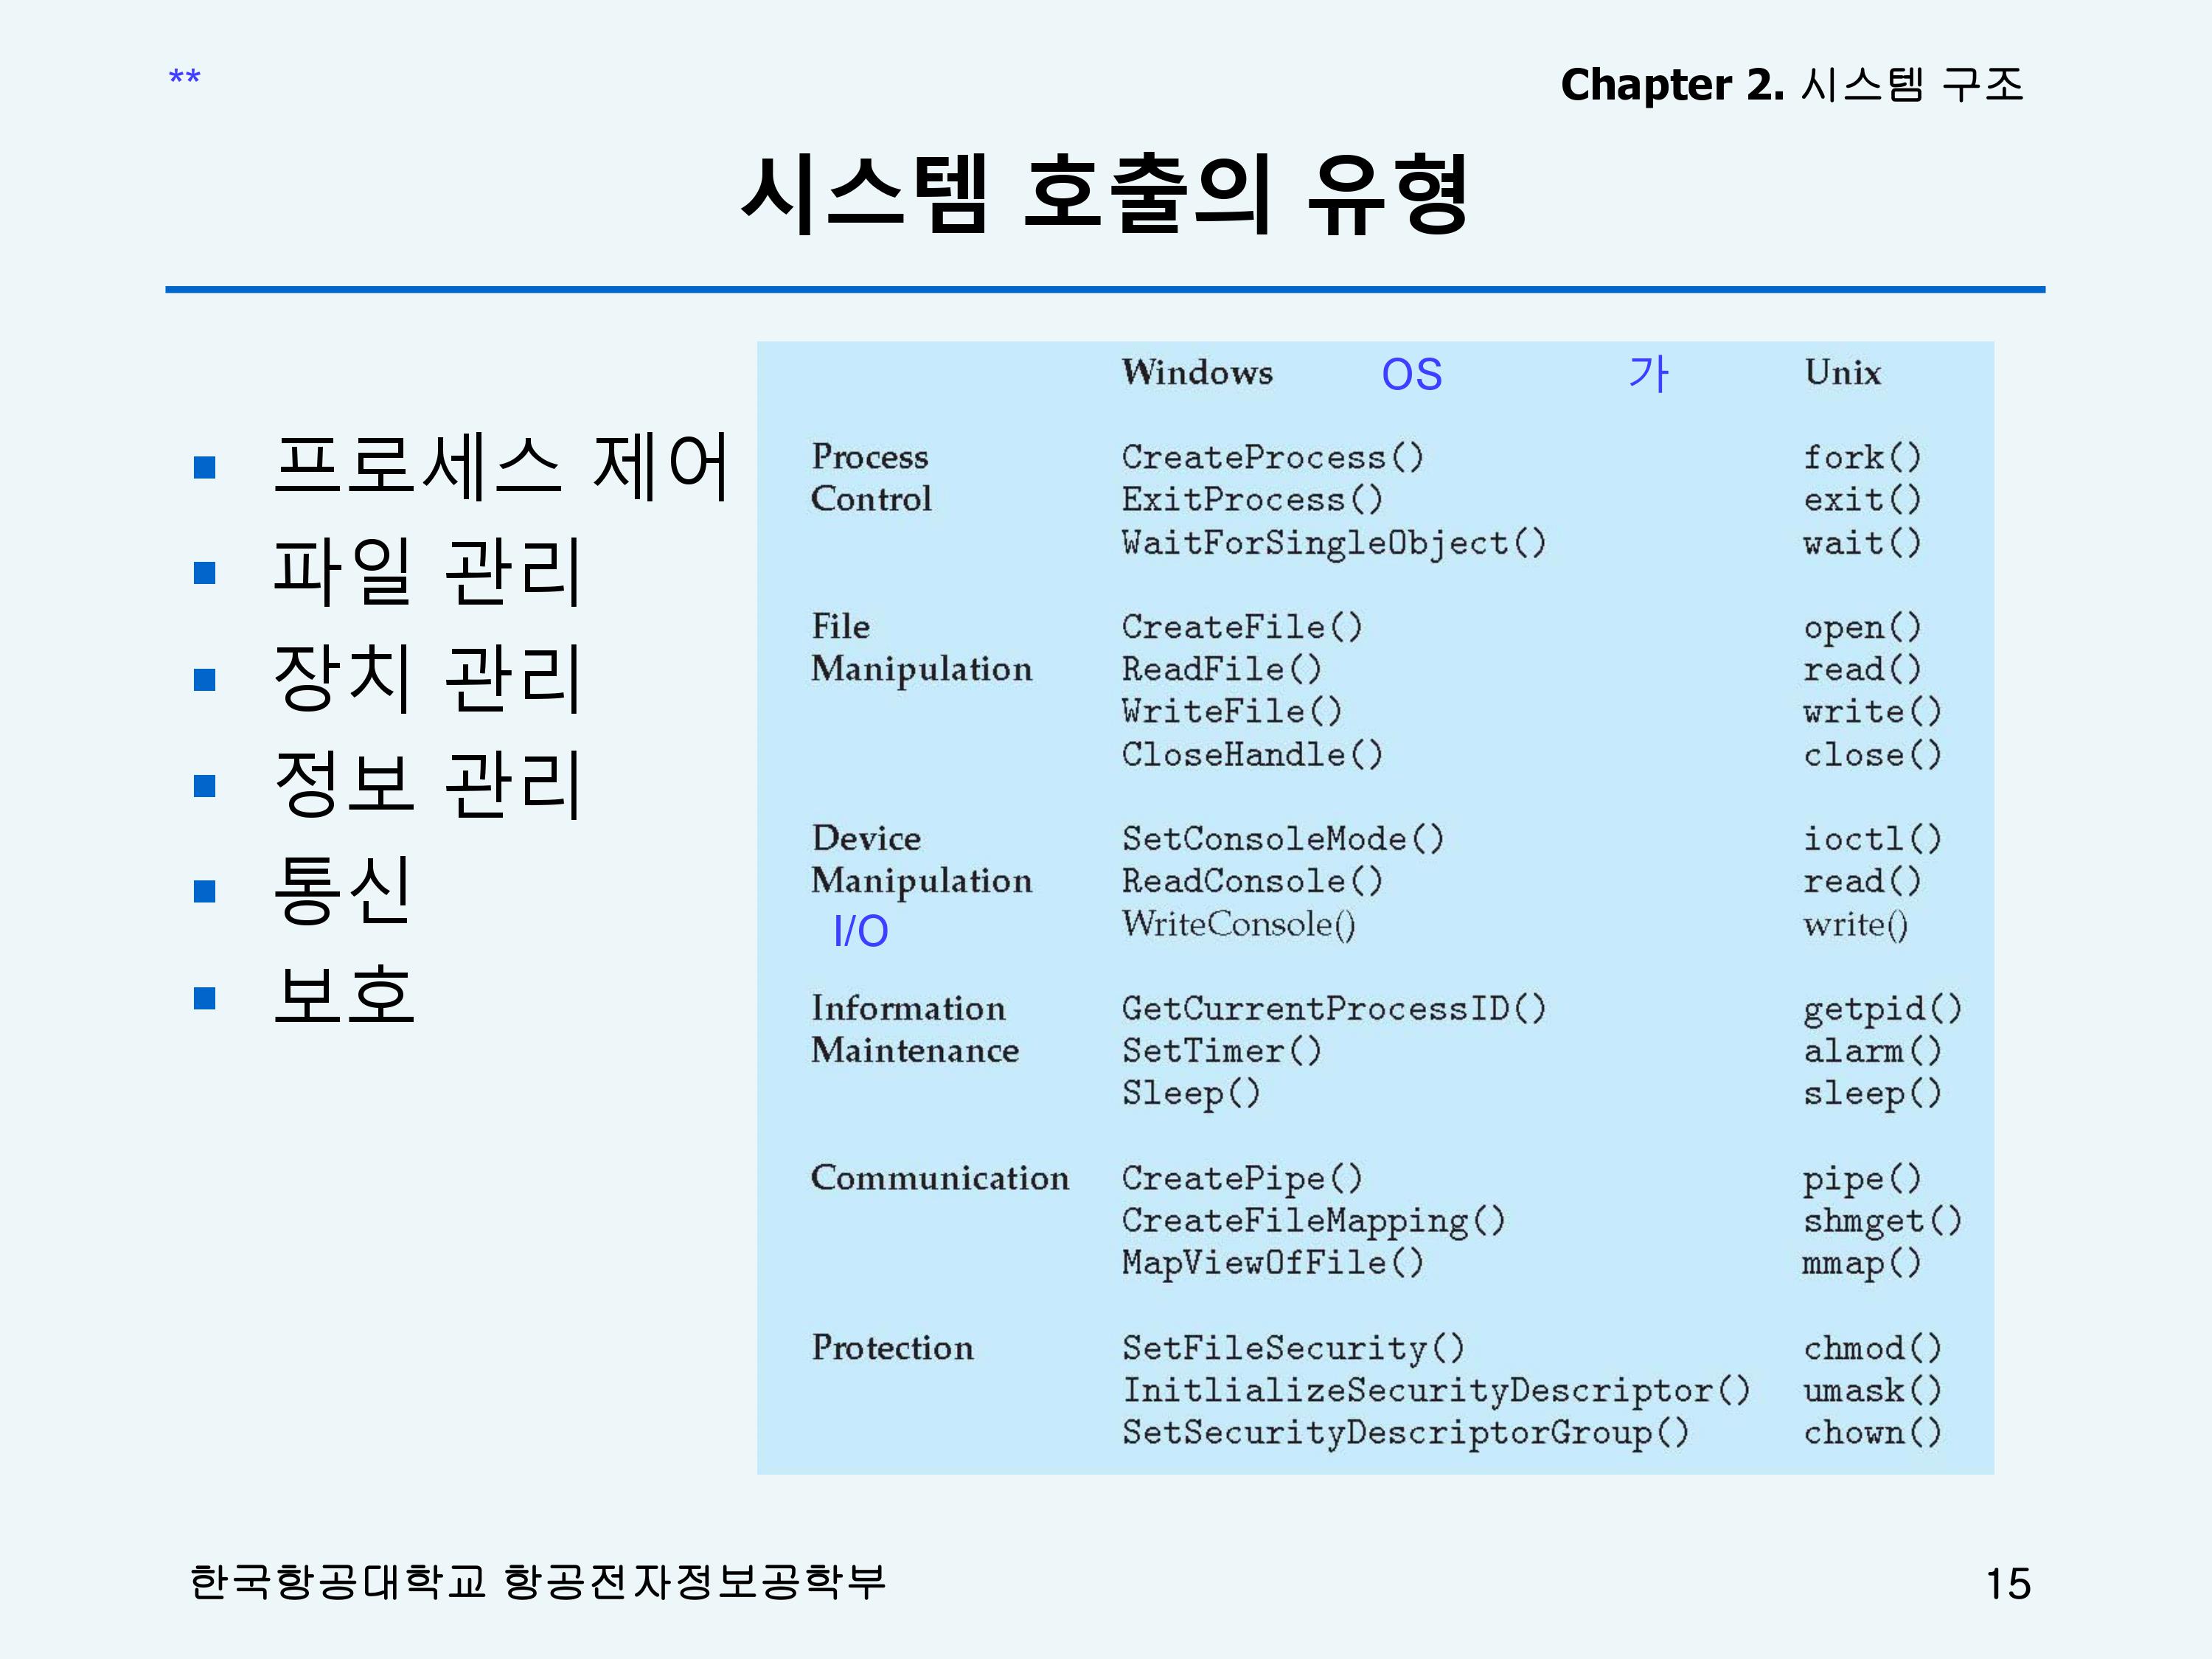 **
Chapter 2. 시스템 구조
시스템 호출의 유형
프로세스 제어
파일 관리
장치 관리
정보 관리
통신
보호
Windows OS 가 Unix
Process CreateProcess() fork()
Control ExitProcess() exit()
WaitForSingleObject() wait()
File CreateFile() open()
Manipulation ReadFile() read()
WriteFile() write()
CloseHandle() close()
Device SetConsoleMode() ioctl()
Manipulation ReadConsole() read()
I/O WriteConsole() write()
Information GetCurrentProcessID() getpid()
Maintenance SetTimer() alarm()
Sleep() sleep()
Communication CreatePipe() pipe()
CreateFileMapping() shmget()
MapViewOfFile() mmap()
Protection SetFileSecurity() chmod()
InitlializeSecurityDescriptor() umask()
SetSecurityDescriptorGroup() chown()
한국항공대학교 항공전자정보공학부
15